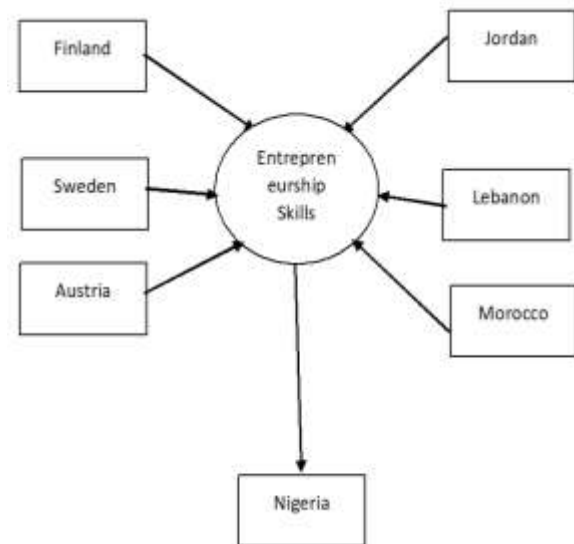 Finland
Jordan
Entrepren
eurship
Skills
Sweden
Lebanon
Austria
Morocco
Nigeria